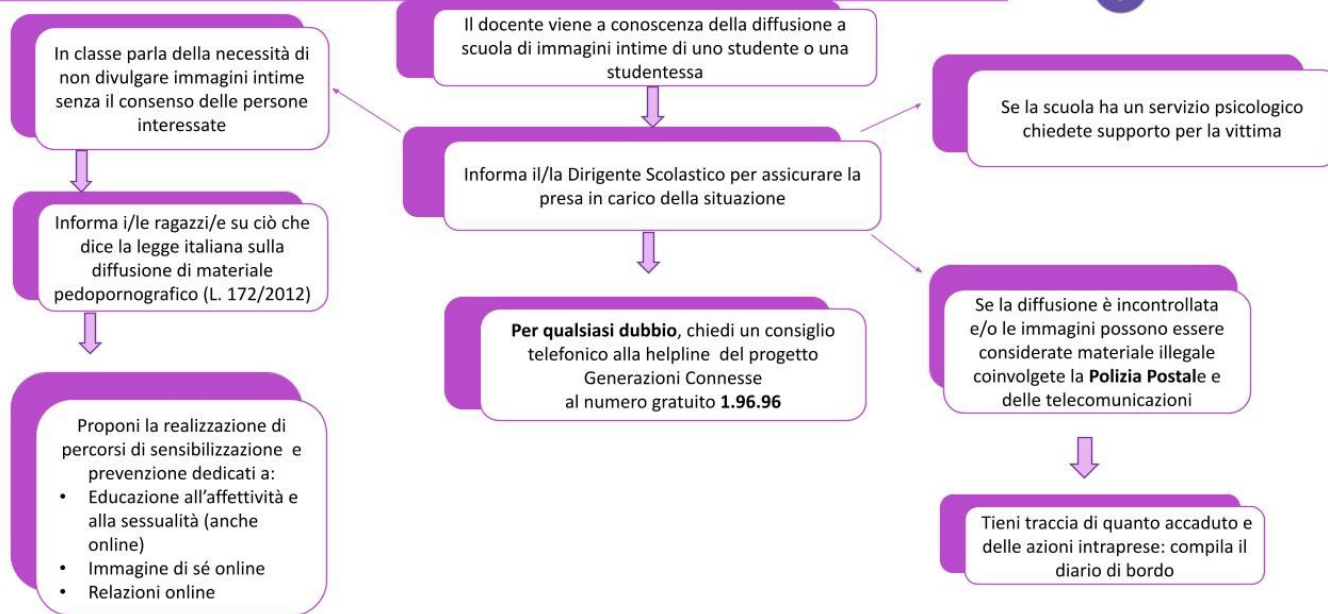 Il docente viene a conoscenza della diffusione a
scuola di immagini intime di uno studente o una
studentessa
In classe parla della necessità di
non divulgare immagini intime
senza il consenso delle persone
interessate
Se la scuola ha un servizio psicologico
chiedete supporto per la vittima
Informa il/la Dirigente Scolastico per assicurare la
presa in carico della situazione
Informa i/le ragazzi/e su ciò che
dice la legge italiana sulla
diffusione di materiale
pedopornografico (L. 172/2012)
Per qualsiasi dubbio, chiedi un consiglio
telefonico alla helpline del progetto
Generazioni Connesse
al numero gratuito 1.96.96
Se la diffusione è incontrollata
e/o le immagini possono essere
considerate materiale illegale
coinvolgete la Polizia Postale e
delle telecomunicazioni
Proponi la realizzazione di
percorsi di sensibilizzazione e
prevenzione dedicati a:
• Educazione all'affettività e
alla sessualità (anche
online)
• Immagine di sé online
• Relazioni online
Tieni traccia di quanto accaduto e
delle azioni intraprese: compila il
diario di bordo